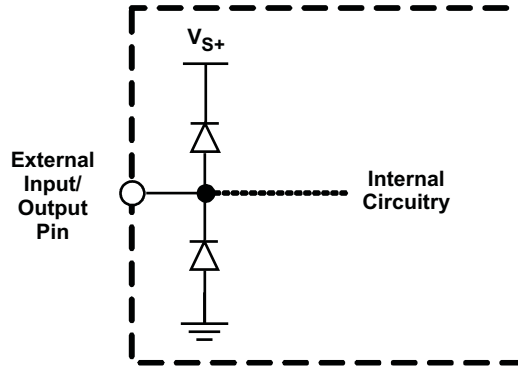 VS+
External
Input/
Output
Pin
Internal
Circuitry